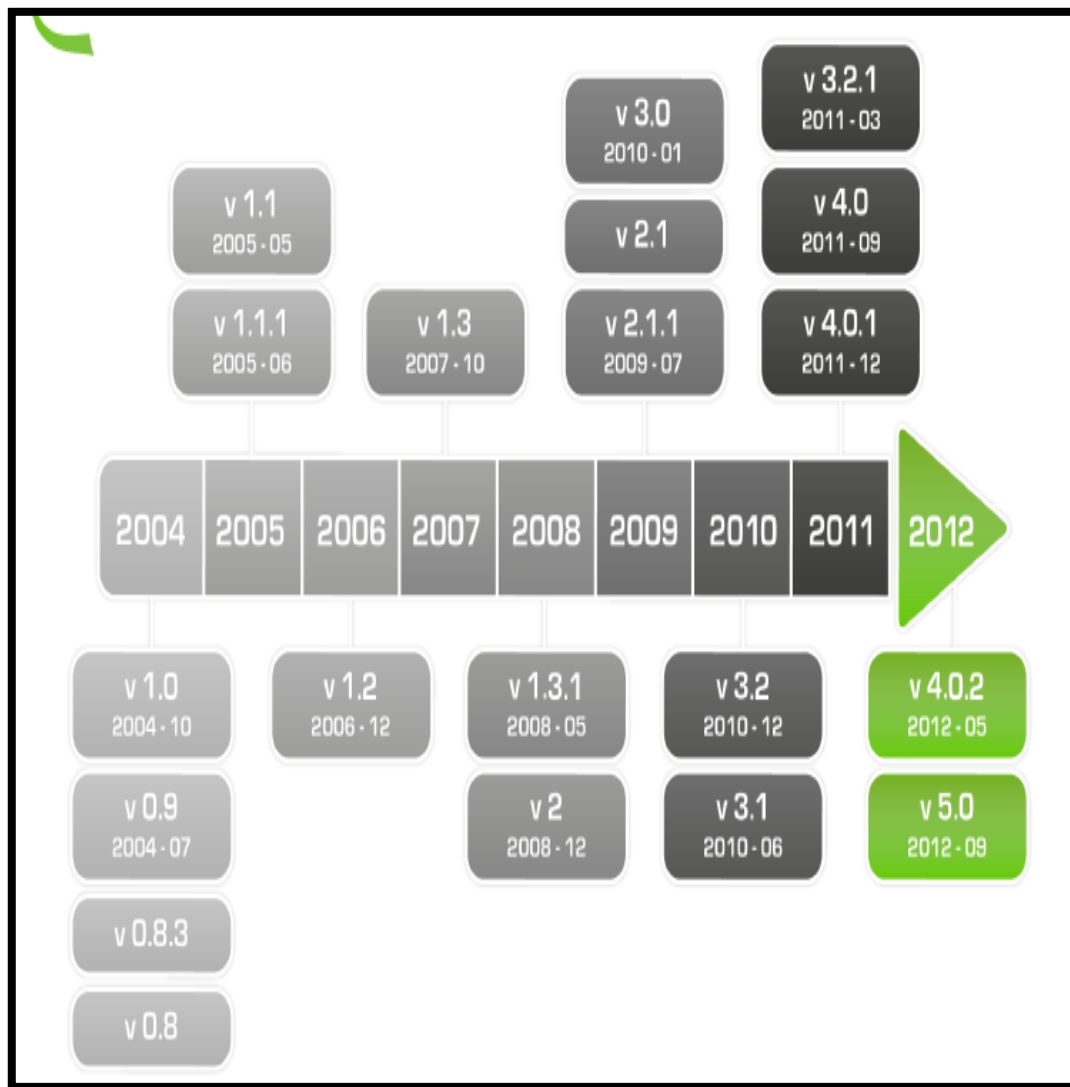 v 3.2.1
2011 - 03
v 3.0
2010 - 01
v 1.1
2005 - 05
v 2.1
v 4.0
2011 - 09
v 1.1.1
2005 - 06
v 1.3
2007 - 10
v 2.1.1
2009 - 07
v 4.0.1
2011 - 12
2004
2005
2006
2007
2008
2009
2010
2011
2012
v 1.0
2004 - 10
v 1.2
2006 - 12
v 1.3.1
2008 - 05
v 3.2
2010 - 12
v 4.0.2
2012 - 05
v 0.9
2004 - 07
v 2
2008 - 12
v 3.1
2010 - 06
v 5.0
2012 - 09
v 0.8.3
v 0.8